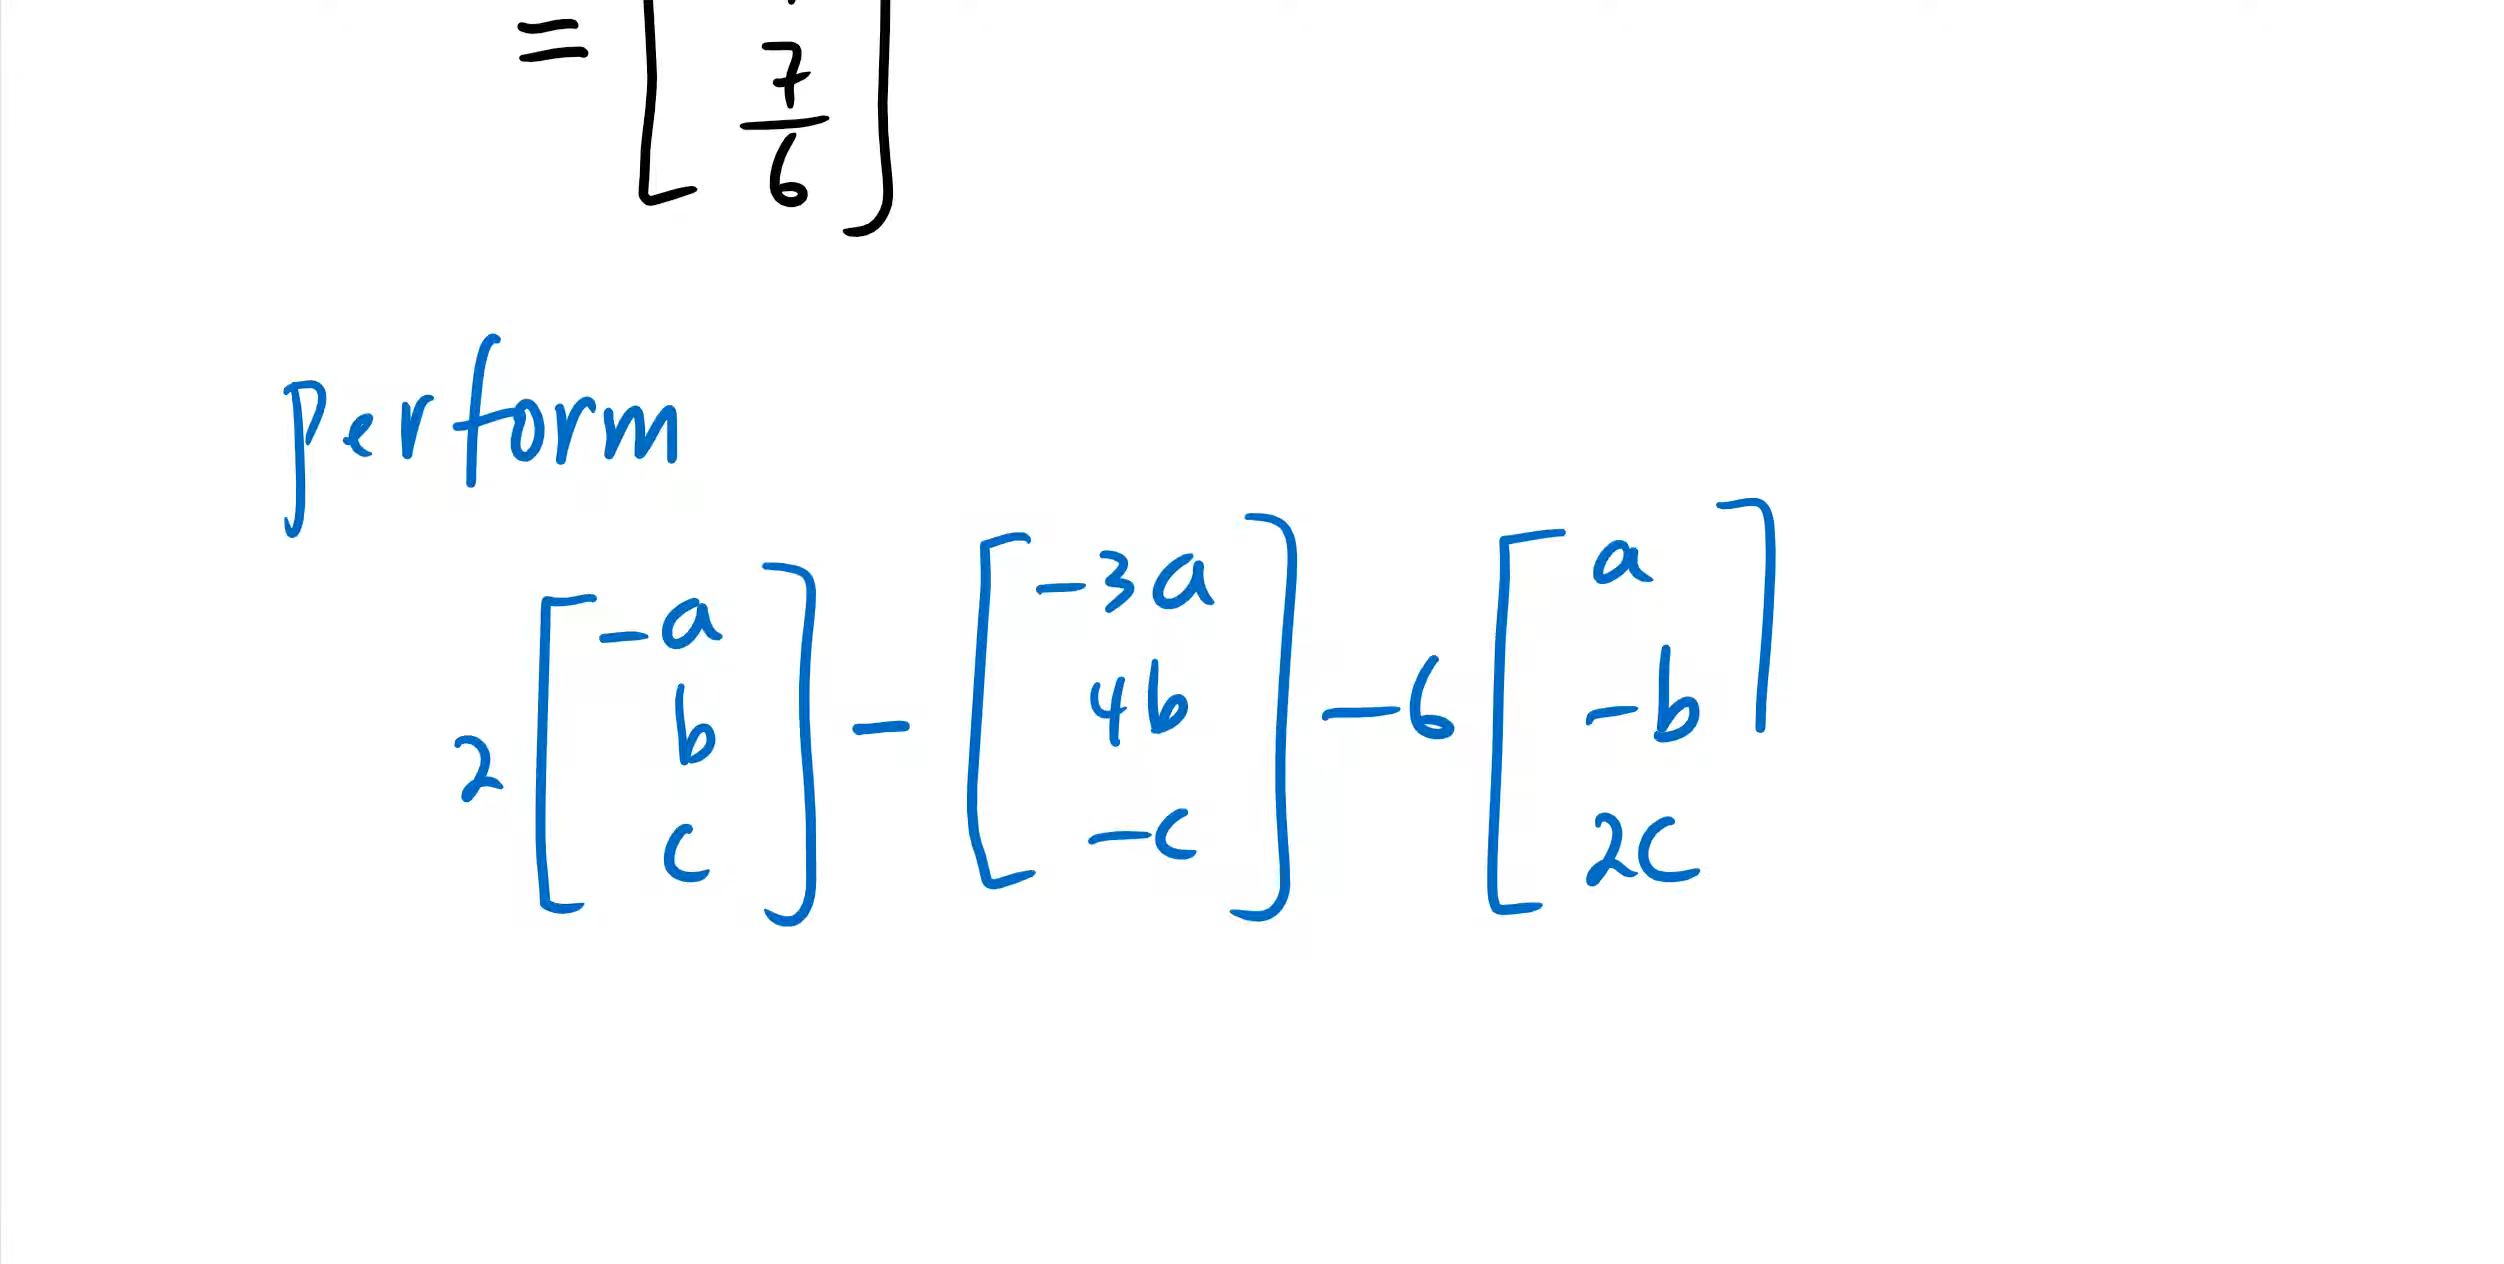 = [ 7/6 ]
perform
2 [ -a b c ] - [ -3a 4b -c ] - 6 [ a -b 2c ]